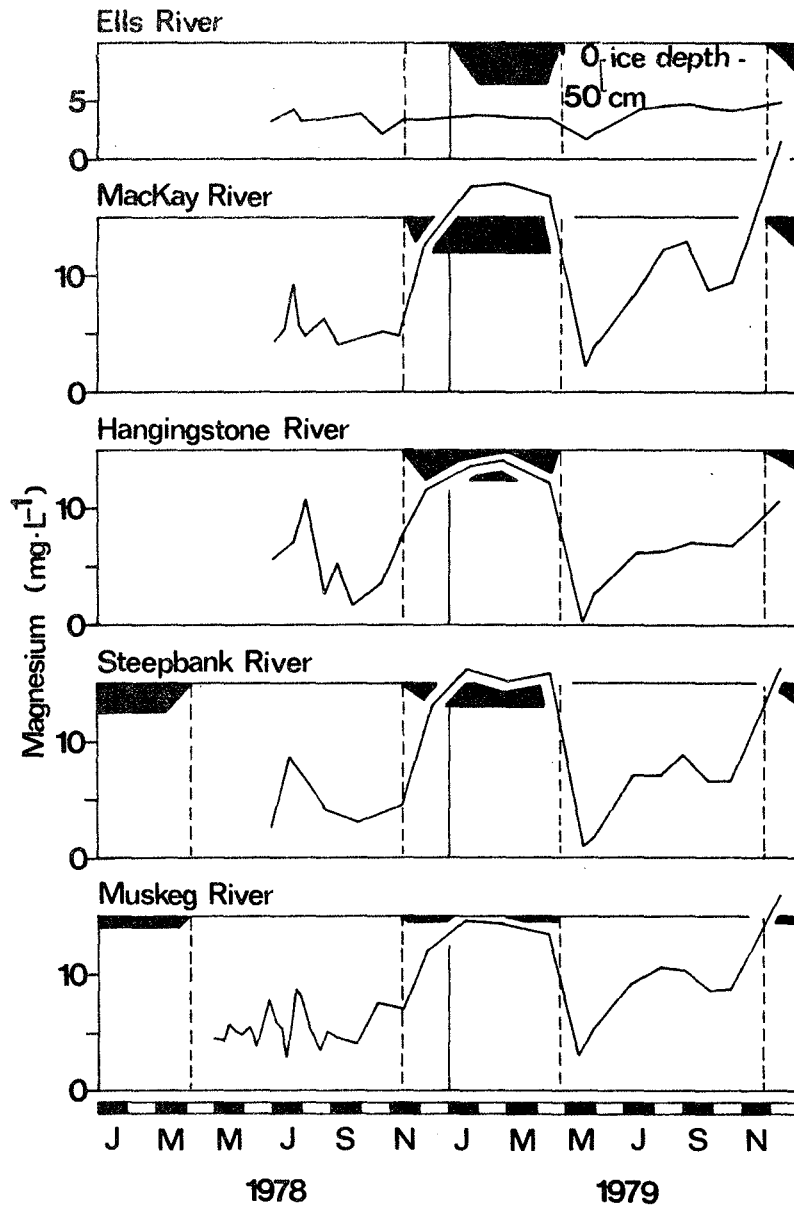 Ells River
0 ice depth -
50 cm
5
0
MacKay River
10
0
Hangingstone River
10
0
Magnesium (mg·L⁻¹)
Steepbank River
10
0
Muskeg River
10
0
J M M J S N J M M J S N
1978 1979